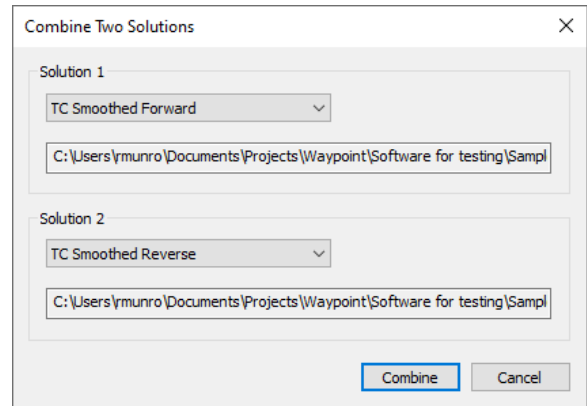 Combine Two Solutions
Solution 1
TC Smoothed Forward
C:\Users\rmunro\Documents\Projects\Waypoint\Software for testing\Sampl
Solution 2
TC Smoothed Reverse
C:\Users\rmunro\Documents\Projects\Waypoint\Software for testing\Sampl
Combine Cancel